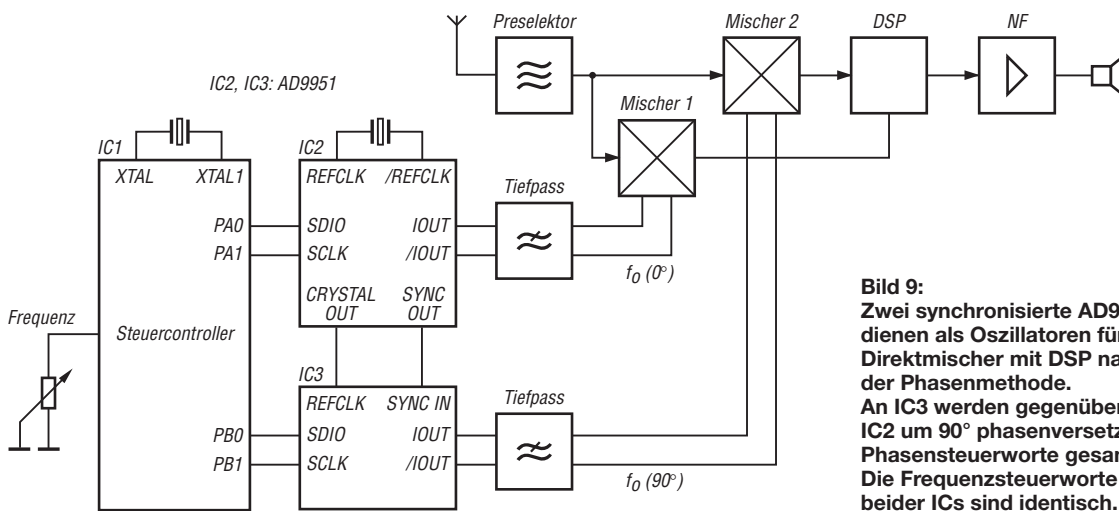 Preselektor
Mischer 2
DSP
NF
IC2, IC3: AD9951
Mischer 1
IC1
IC2
XTAL XTAL1
REFCLK /REFCLK
Tiefpass
PA0
SDIO IOUT
PA1
SCLK /IOUT
f0 (0°)
CRYSTAL OUT
SYNC OUT
Frequenz
Steuercontroller
IC3
REFCLK SYNC IN
Tiefpass
PB0
SDIO IOUT
PB1
SCLK /IOUT
f0 (90°)
Bild 9:
Zwei synchronisierte AD9
dienen als Oszillatoren für
Direktmischer mit DSP na
der Phasenmethode.
An IC3 werden gegenüber
IC2 um 90° phasenversetz
Phasensteuerworte gesan
Die Frequenzsteuerworte
beider ICs sind identisch.